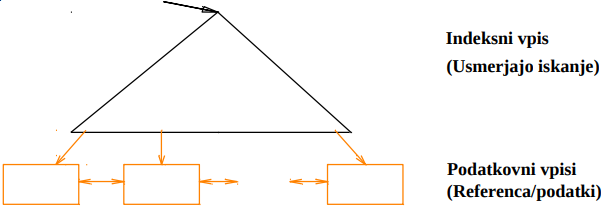 Indeksni vpis
(Usmerjajo iskanje)
Podatkovni vpisi
(Referenca/podatki)